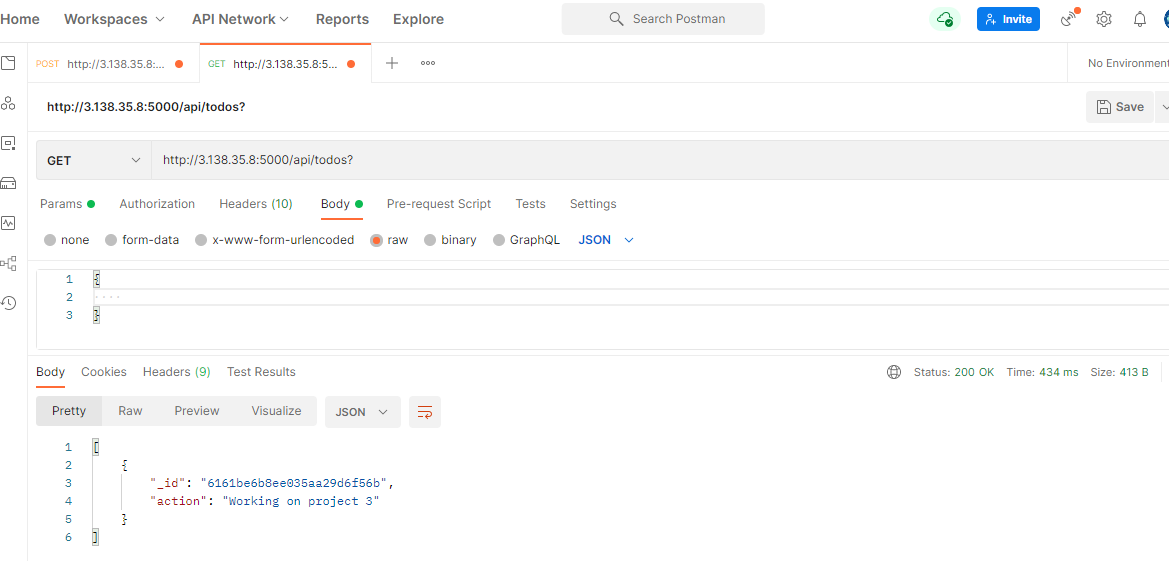 Home Workspaces API Network Reports Explore Search Postman Invite
POST http://3.138.35.8:... GET http://3.138.35.8:5... No Environment
http://3.138.35.8:5000/api/todos? Save
GET http://3.138.35.8:5000/api/todos?
Params Authorization Headers (10) Body Pre-request Script Tests Settings
none form-data x-www-form-urlencoded raw binary GraphQL JSON
1 {
2
3 }
Body Cookies Headers (9) Test Results Status: 200 OK Time: 434 ms Size: 413 B
Pretty Raw Preview Visualize JSON
1 [
2 {
3 "_id": "6161be6b8ee035aa29d6f56b",
4 "action": "Working on project 3"
5 }
6 ]